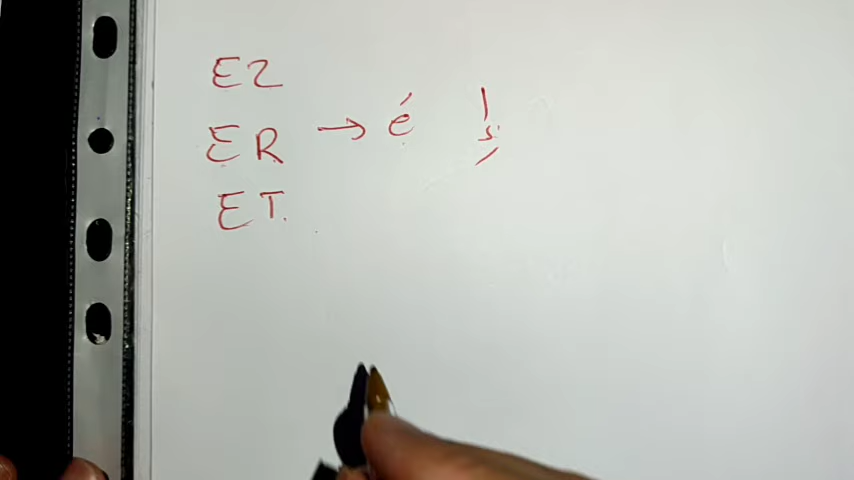 EZ
ER → é
ET.